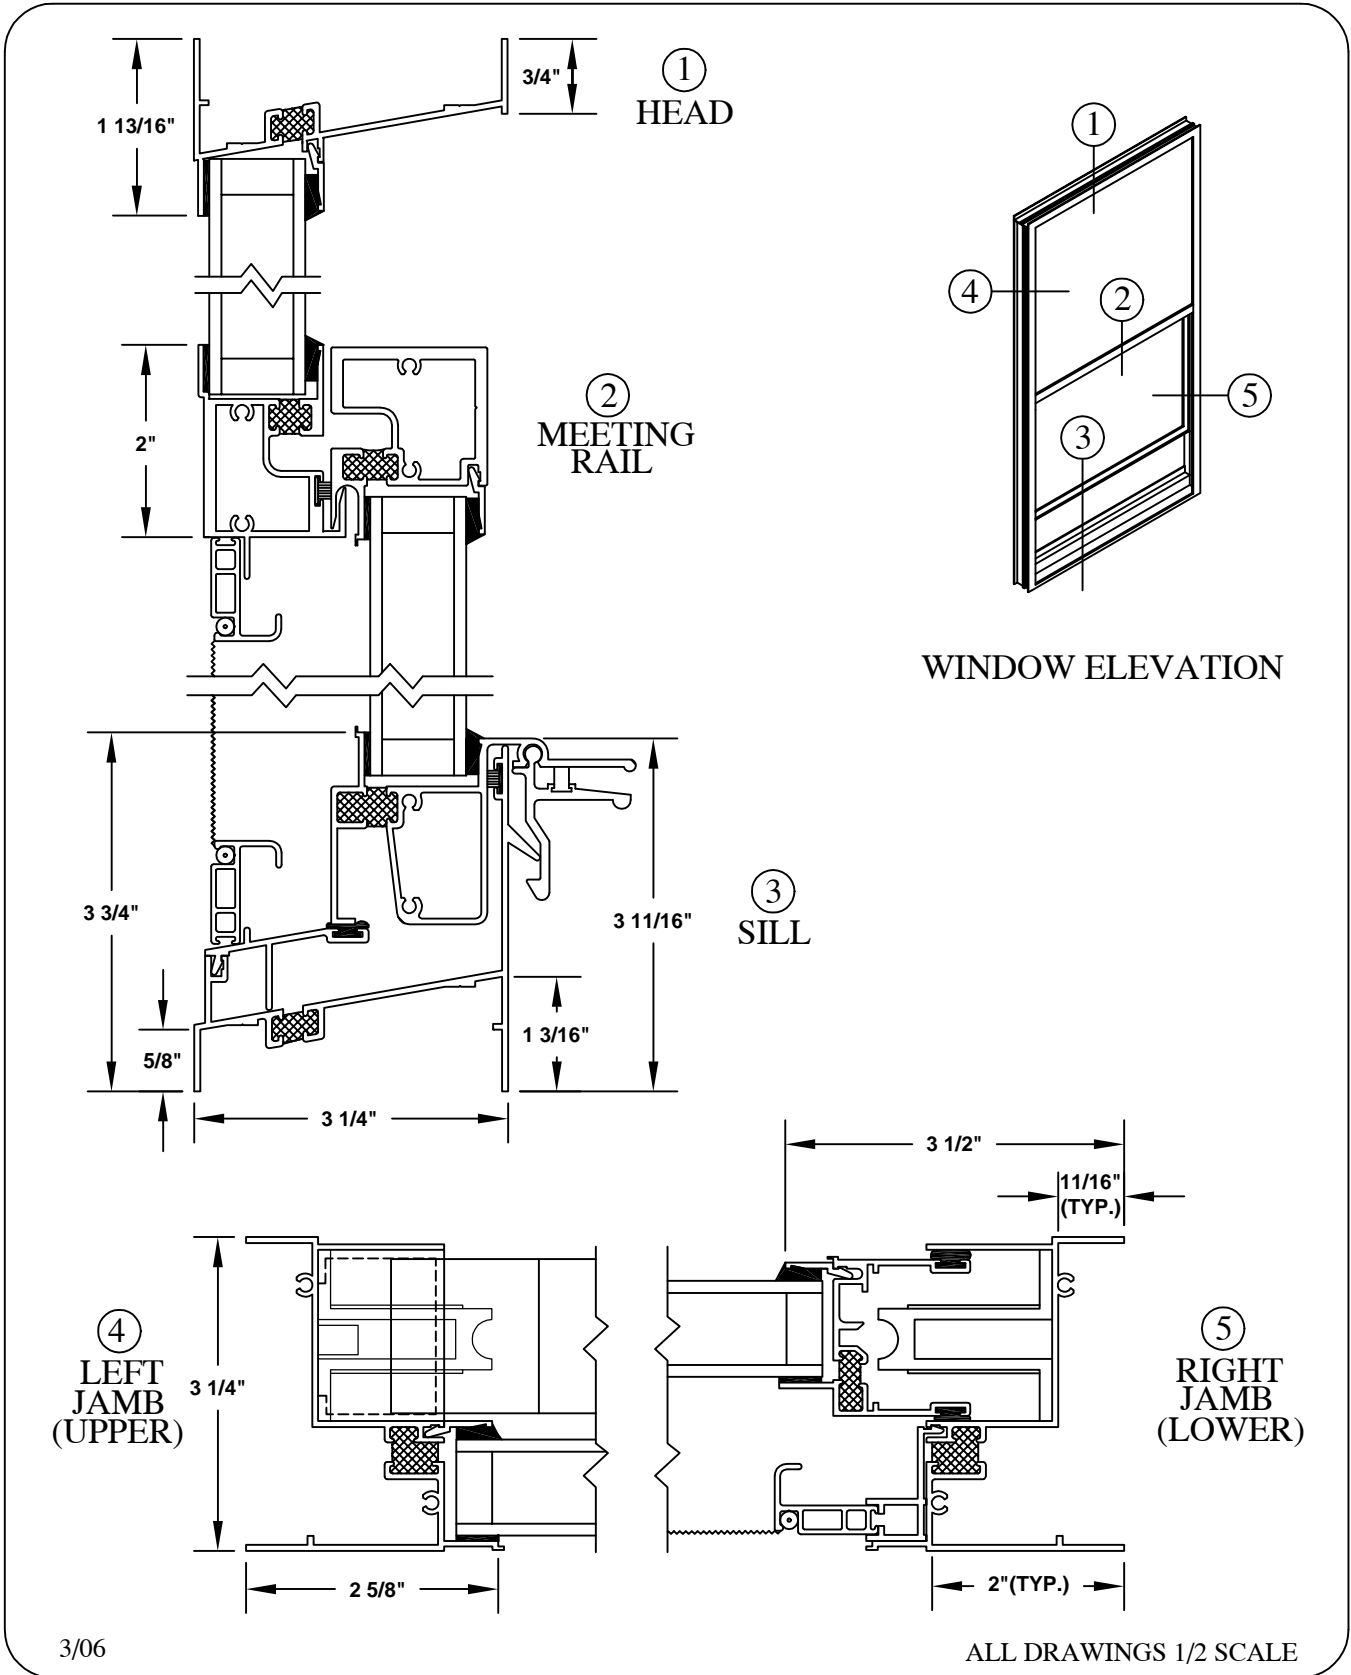 1
HEAD
3/4"
1 13/16"
1
4
2
5
3
WINDOW ELEVATION
2
MEETING
RAIL
2"
3 3/4"
3 11/16"
3
SILL
5/8"
1 3/16"
3 1/4"
3 1/2"
11/16"
(TYP.)
4
LEFT
JAMB
(UPPER)
3 1/4"
5
RIGHT
JAMB
(LOWER)
2 5/8"
2"(TYP.)
3/06
ALL DRAWINGS 1/2 SCALE